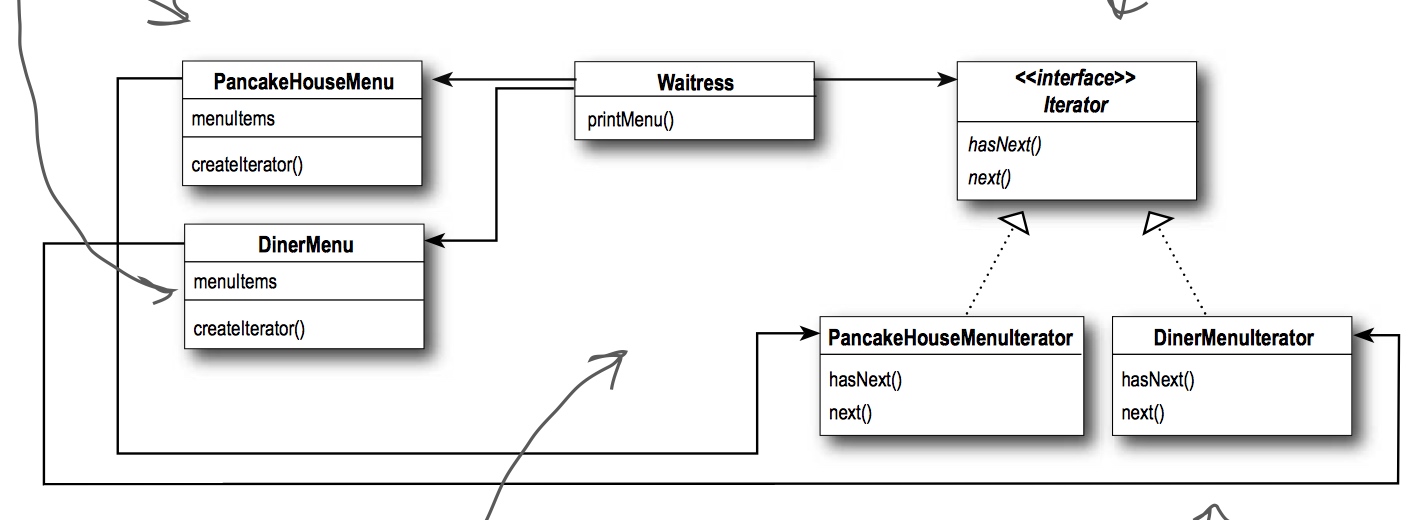 PancakeHouseMenu
menuItems
createIterator()
Waitress
printMenu()
<<interface>>
Iterator
hasNext()
next()
DinerMenu
menuItems
createIterator()
PancakeHouseMenuIterator
hasNext()
next()
DinerMenuIterator
hasNext()
next()